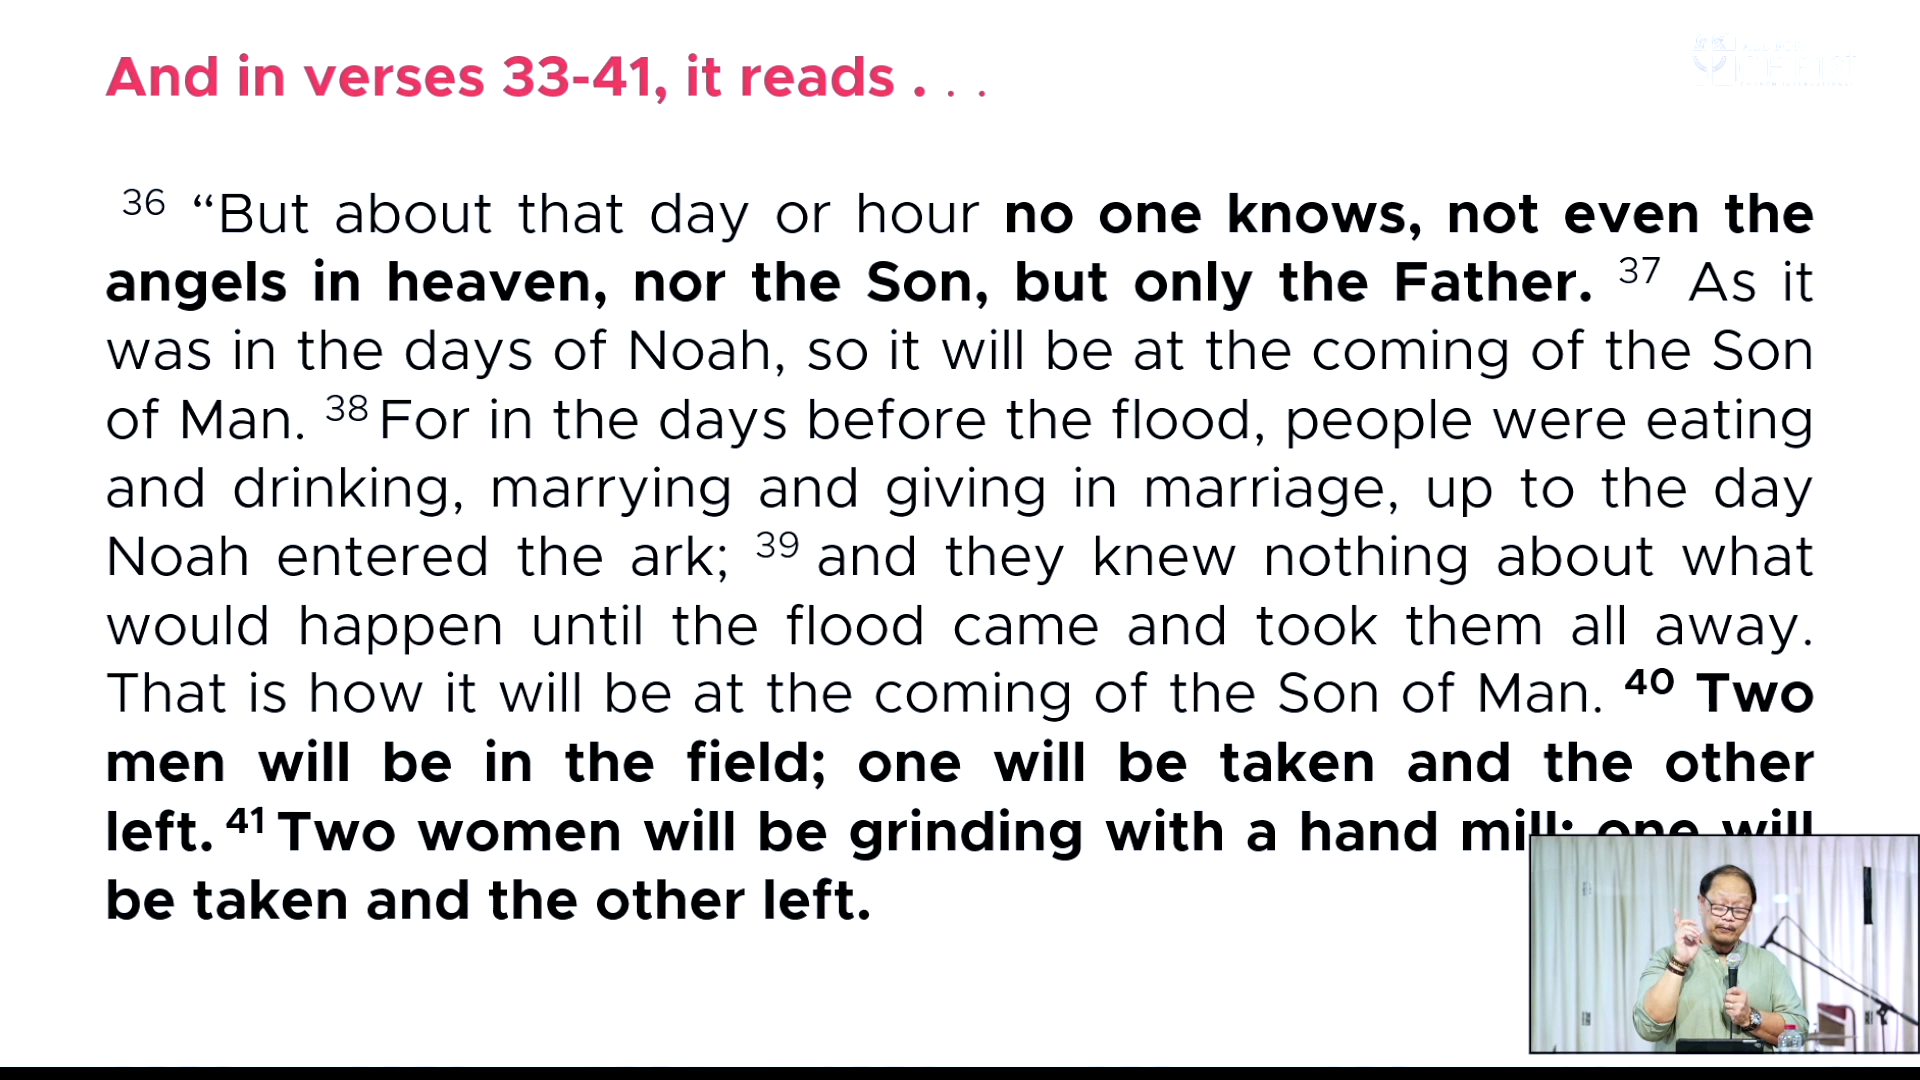 And in verses 33-41, it reads . . .
36 “But about that day or hour no one knows, not even the
angels in heaven, nor the Son, but only the Father. 37 As it
was in the days of Noah, so it will be at the coming of the Son
of Man. 38 For in the days before the flood, people were eating
and drinking, marrying and giving in marriage, up to the day
Noah entered the ark; 39 and they knew nothing about what
would happen until the flood came and took them all away.
That is how it will be at the coming of the Son of Man. 40 Two
men will be in the field; one will be taken and the other
left. 41 Two women will be grinding with a hand mill; one will
be taken and the other left.